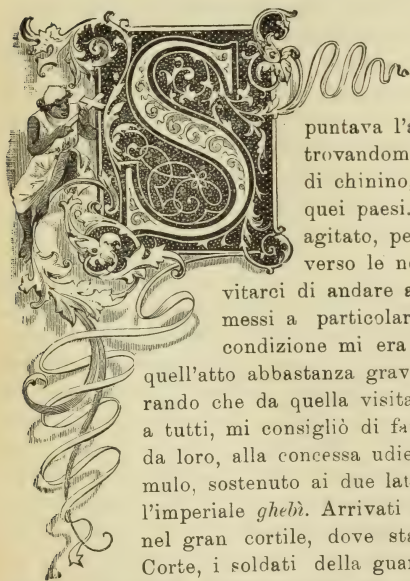 S
puntava l'a
trovandom
di chinino
quei paesi.
agitato, pe
verso le no
vitarci di andare a
messi a particolar
condizione mi era
quell'atto abbastanza grav
rando che da quella visita
a tutti, mi consigliò di fa
da loro, alla concessa udie
mulo, sostenuto ai due lat
l'imperiale ghebì. Arrivati
nel gran cortile, dove sta
Corte, i soldati della guar